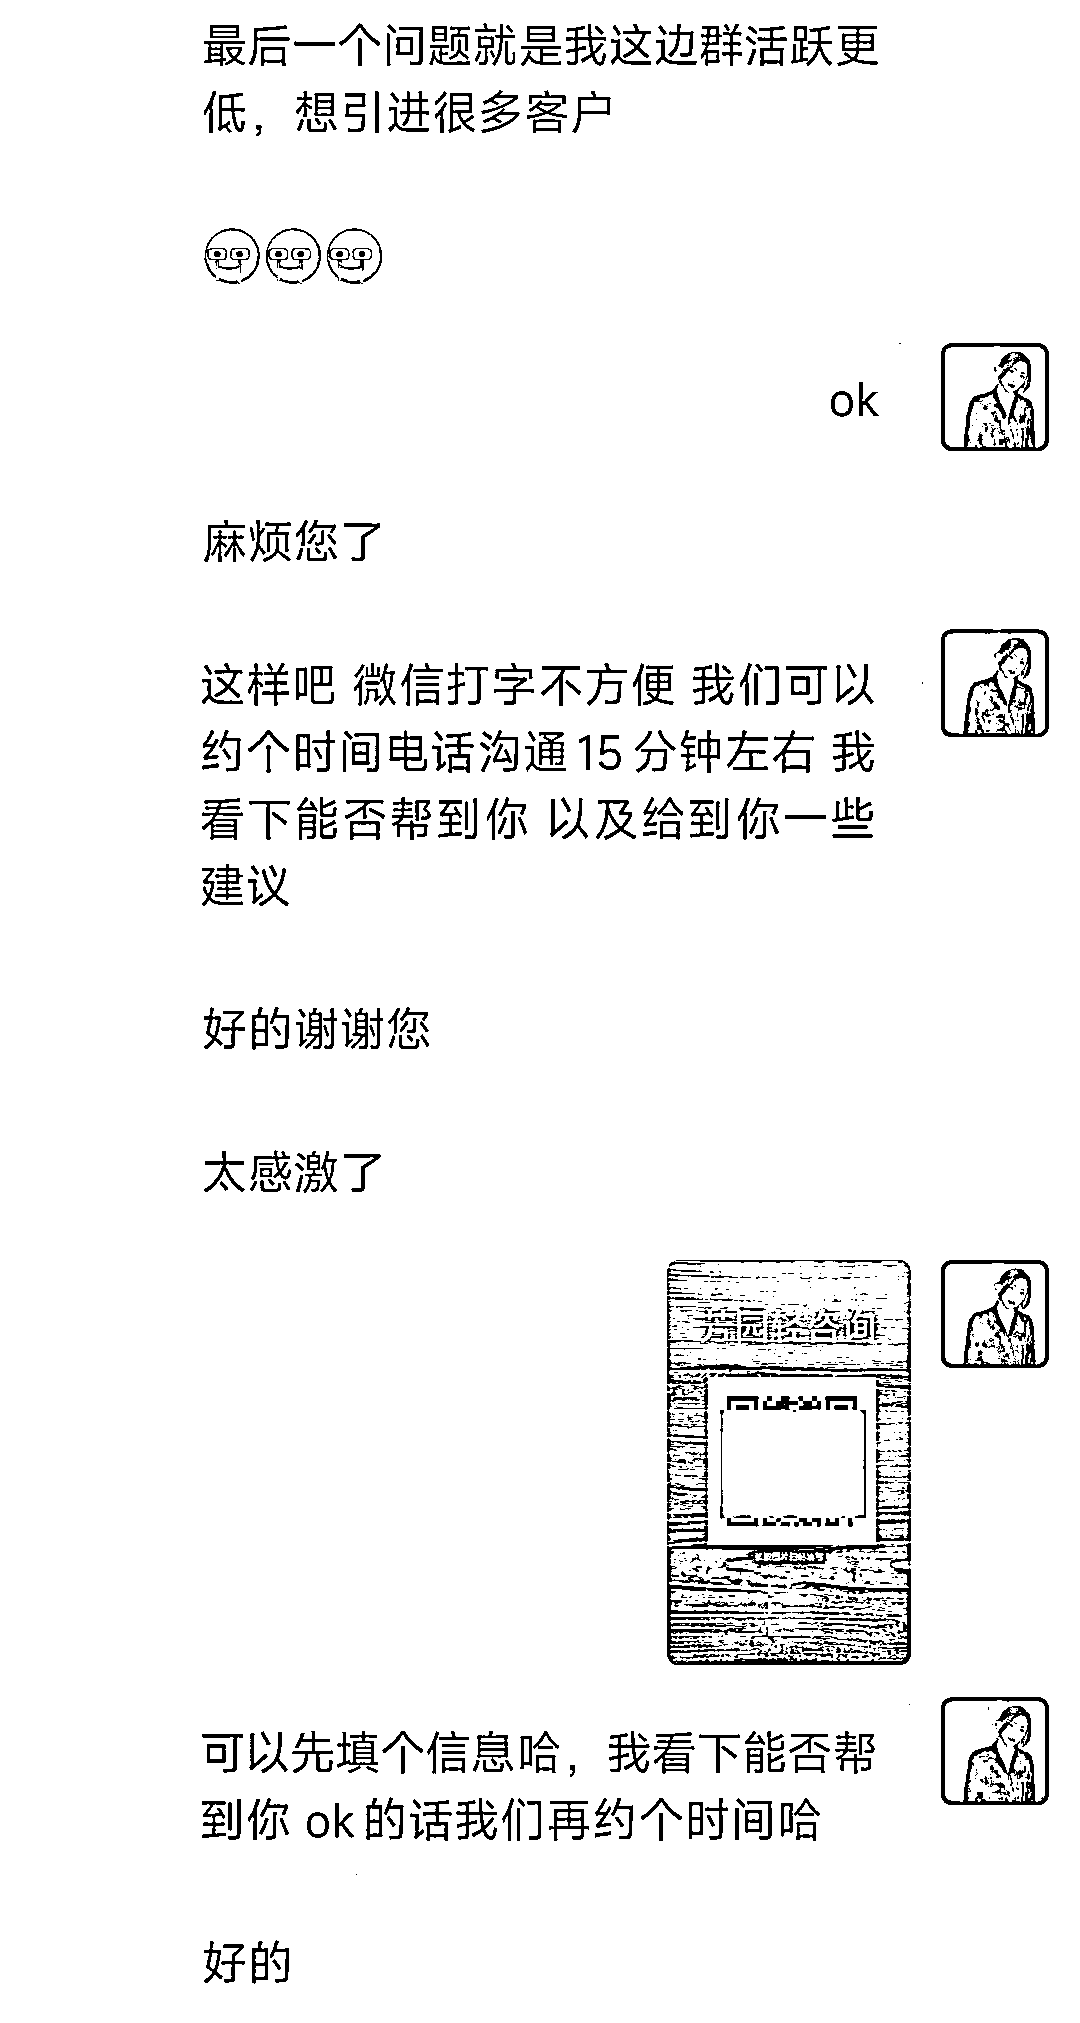 最后一个问题就是我这边群活跃更
低，想引进很多客户
ok
麻烦您了
这样吧 微信打字不方便 我们可以
约个时间电话沟通15分钟左右 我
看下能否帮到你 以及给到你一些
建议
好的谢谢您
太感激了
芳园轻咨询
可以先填个信息哈，我看下能否帮
到你 ok的话我们再约个时间哈
好的